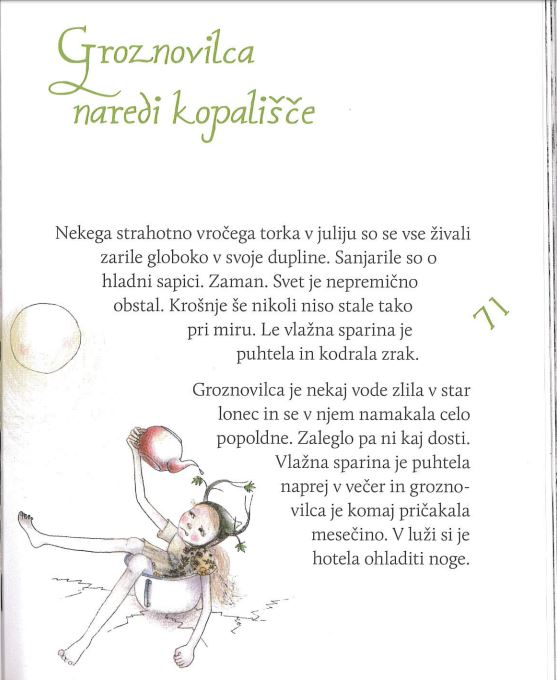 Groznovilca
naredi kopališče
Nekega strahotno vročega torka v juliju so se vse živali
zarile globoko v svoje dupline. Sanjarile so o
hladni sapici. Zaman. Svet je nepremično
obstal. Krošnje še nikoli niso stale tako
pri miru. Le vlažna sparina je
puhtela in kodrala zrak.
71
Groznovilca je nekaj vode zlila v star
lonec in se v njem namakala celo
popoldne. Zaleglo pa ni kaj dosti.
Vlažna sparina je puhtela
naprej v večer in grozno-
vilca je komaj pričakala
mesečino. V luži si je
hotela ohladiti noge.